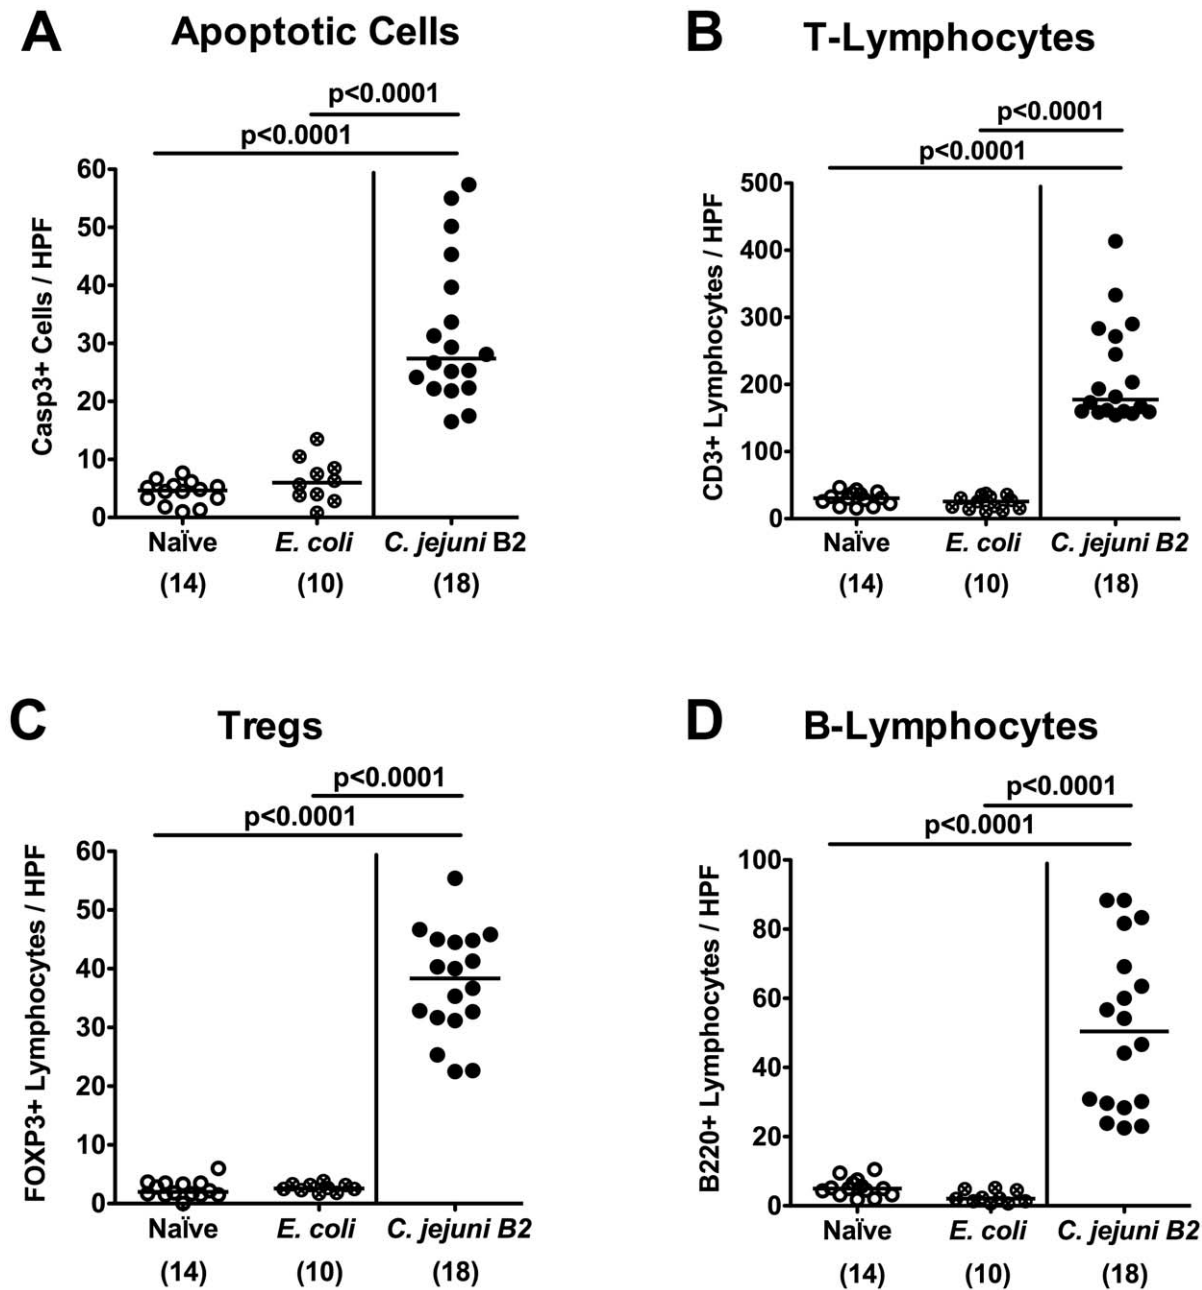 A
Apoptotic Cells
p<0.0001
p<0.0001
Casp3+ Cells / HPF
60
50
40
30
20
10
0
Naïve
E. coli
C. jejuni B2
(14)
(10)
(18)
B
T-Lymphocytes
p<0.0001
p<0.0001
CD3+ Lymphocytes / HPF
500
400
300
200
100
0
Naïve
E. coli
C. jejuni B2
(14)
(10)
(18)
C
Tregs
p<0.0001
p<0.0001
FOXP3+ Lymphocytes / HPF
60
50
40
30
20
10
0
Naïve
E. coli
C. jejuni B2
(14)
(10)
(18)
D
B-Lymphocytes
p<0.0001
p<0.0001
B220+ Lymphocytes / HPF
100
80
60
40
20
0
Naïve
E. coli
C. jejuni B2
(14)
(10)
(18)